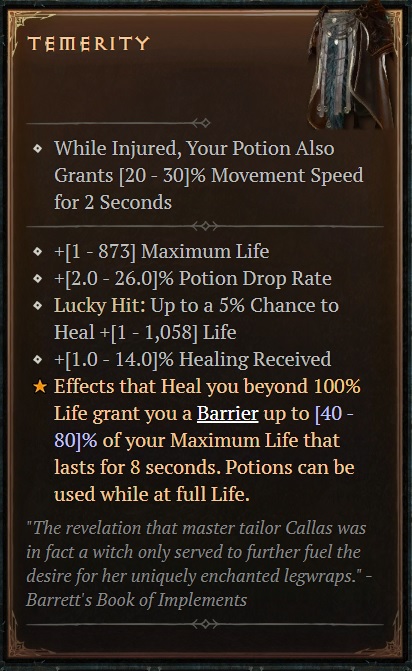 TEMERITY
While Injured, Your Potion Also
Grants [20 - 30]% Movement Speed
for 2 Seconds
+[1 - 873] Maximum Life
+[2.0 - 26.0]% Potion Drop Rate
Lucky Hit: Up to a 5% Chance to
Heal +[1 - 1,058] Life
+[1.0 - 14.0]% Healing Received
Effects that Heal you beyond 100%
Life grant you a Barrier up to [40 -
80]% of your Maximum Life that
lasts for 8 seconds. Potions can be
used while at full Life.
"The revelation that master tailor Callas was
in fact a witch only served to further fuel the
desire for her uniquely enchanted legwraps." -
Barrett's Book of Implements